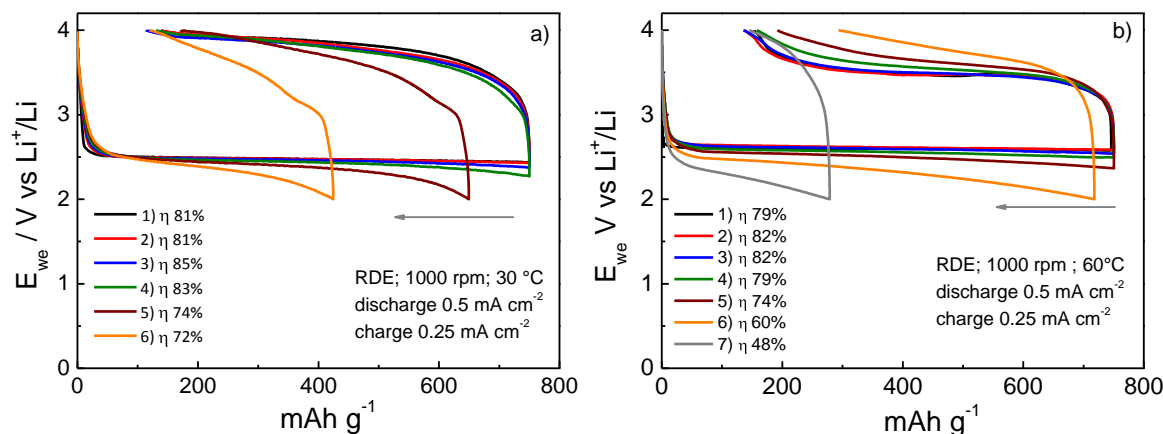 a)
E_we / V vs Li⁺/Li
4
3
2
1
0
1) η 81%
2) η 81%
3) η 85%
4) η 83%
5) η 74%
6) η 72%
RDE; 1000 rpm; 30 °C
discharge 0.5 mA cm⁻²
charge 0.25 mA cm⁻²
0 200 400 600 800
mAh g⁻¹
b)
E_we V vs Li⁺/Li
4
3
2
1
0
1) η 79%
2) η 82%
3) η 82%
4) η 79%
5) η 74%
6) η 60%
7) η 48%
RDE; 1000 rpm ; 60°C
discharge 0.5 mA cm⁻²
charge 0.25 mA cm⁻²
0 200 400 600 800
mAh g⁻¹